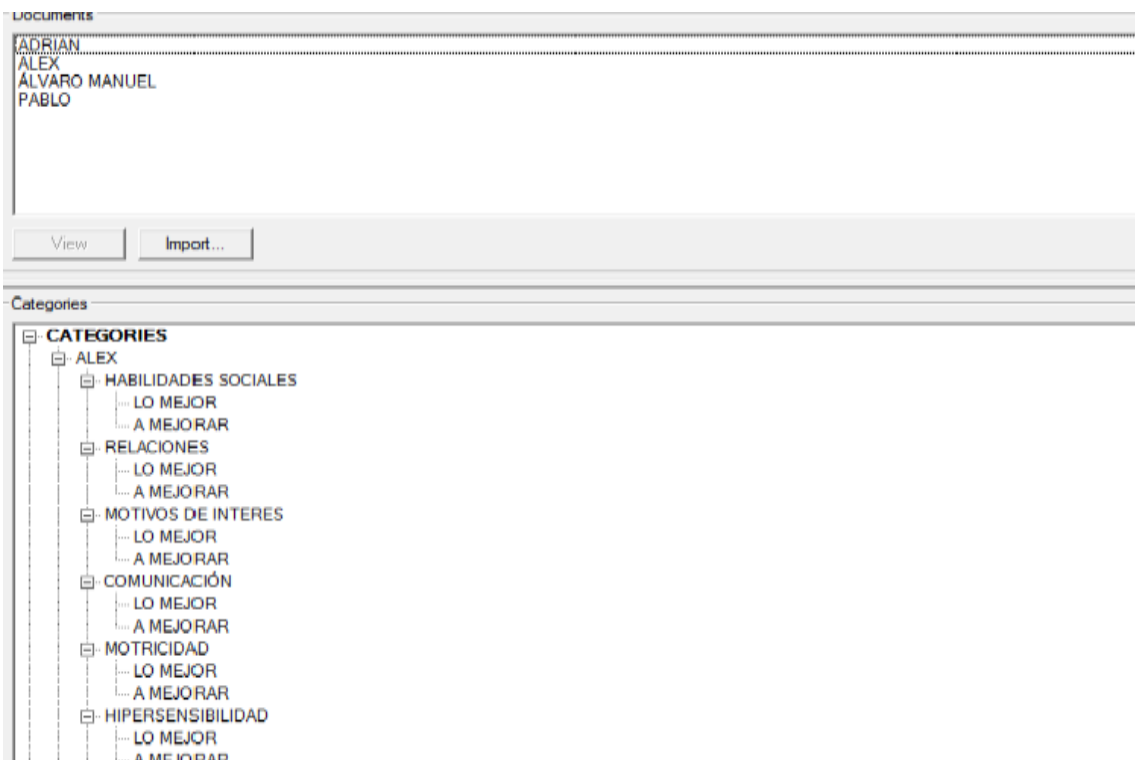 Documents
ADRIAN
ALEX
ÁLVARO MANUEL
PABLO
View
Import...
Categories
CATEGORIES
ALEX
HABILIDADES SOCIALES
LO MEJOR
A MEJORAR
RELACIONES
LO MEJOR
A MEJORAR
MOTIVOS DE INTERES
LO MEJOR
A MEJORAR
COMUNICACIÓN
LO MEJOR
A MEJORAR
MOTRICIDAD
LO MEJOR
A MEJORAR
HIPERSENSIBILIDAD
LO MEJOR
A MEJORAR